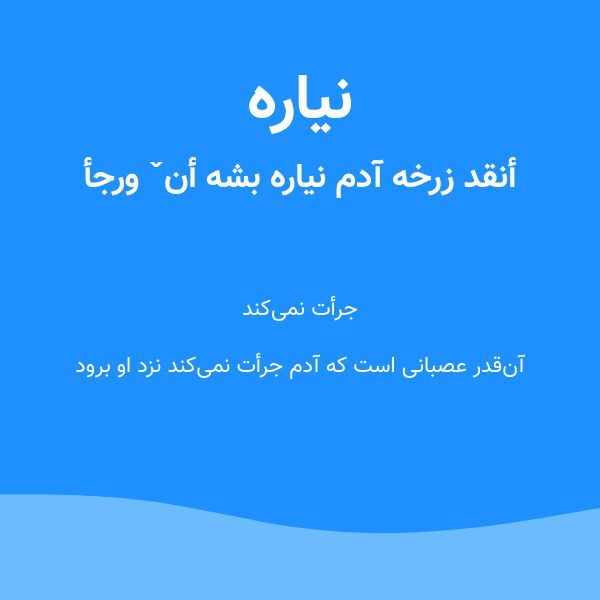 نیاره
أنقد زرخه آدم نیاره بشه أنˇ ورجأ
جرأت نمی‌کند
آن‌قدر عصبانی است که آدم جرأت نمی‌کند نزد او برود